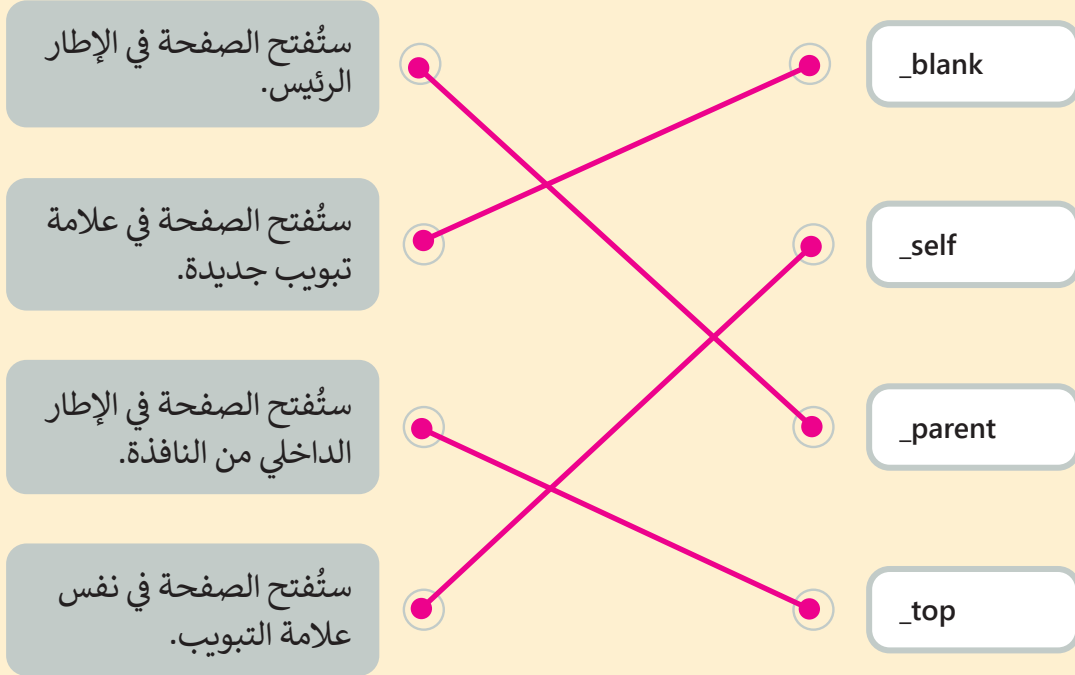 _blank
_self
_parent
_top
ستُفتح الصفحة في الإطار
الرئيس.
ستُفتح الصفحة في علامة
تبويب جديدة.
ستُفتح الصفحة في الإطار
الداخلي من النافذة.
ستُفتح الصفحة في نفس
علامة التبويب.